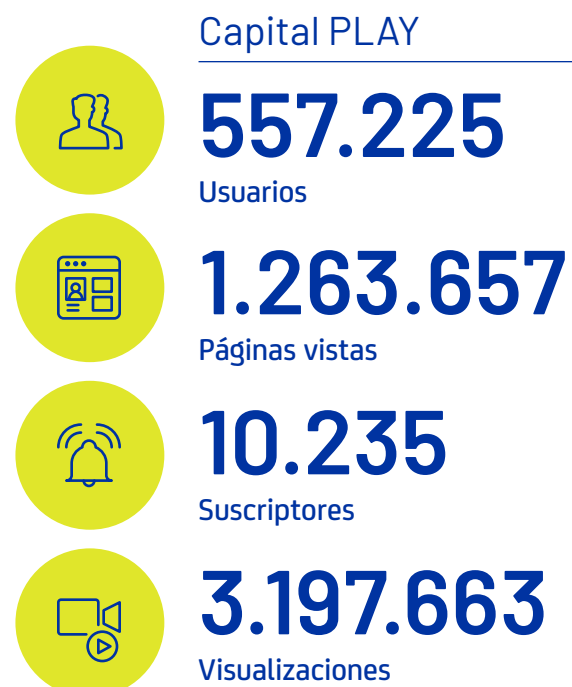 Capital PLAY
557.225
Usuarios
1.263.657
Páginas vistas
10.235
Suscriptores
3.197.663
Visualizaciones